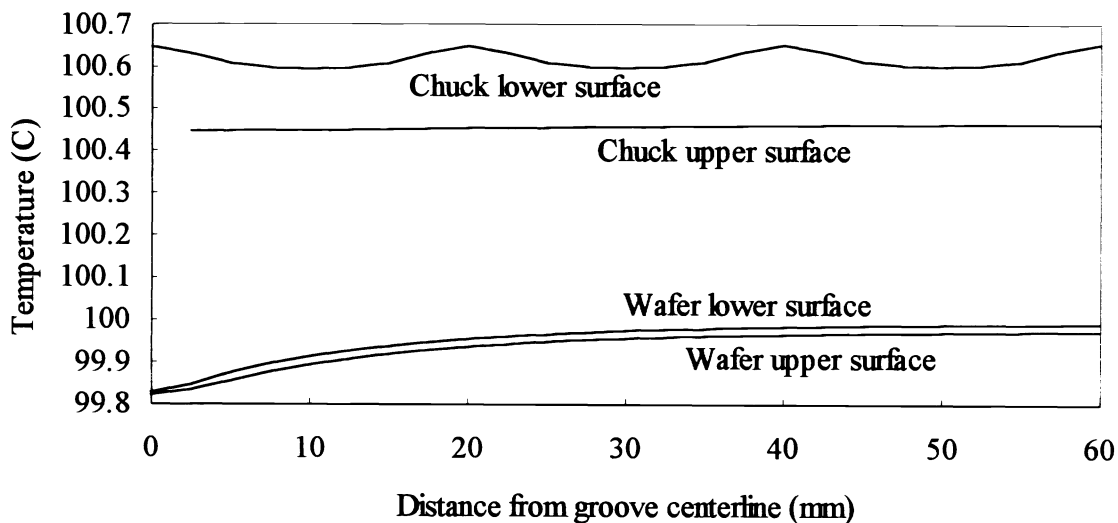 100.7
100.6
100.5
100.4
100.3
100.2
100.1
100
99.9
99.8
Temperature (C)
Chuck lower surface
Chuck upper surface
Wafer lower surface
Wafer upper surface
0 10 20 30 40 50 60
Distance from groove centerline (mm)